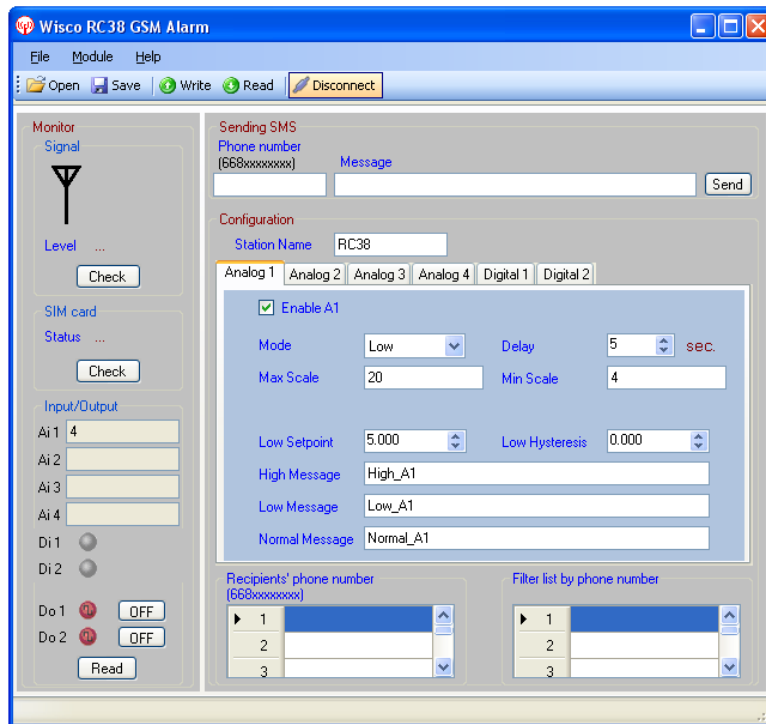 Wisco RC38 GSM Alarm
File Module Help
Open Save Write Read Disconnect
Monitor
Signal
Level ...
Check
SIM card
Status ...
Check
Input/Output
Ai 1 4
Ai 2
Ai 3
Ai 4
Di 1
Di 2
Do 1 OFF
Do 2 OFF
Read
Sending SMS
Phone number
(668xxxxxxxx) Message
Send
Configuration
Station Name RC38
Analog 1 Analog 2 Analog 3 Analog 4 Digital 1 Digital 2
Enable A1
Mode Low Delay 5 sec.
Max Scale 20 Min Scale 4
Low Setpoint 5.000 Low Hysteresis 0.000
High Message High_A1
Low Message Low_A1
Normal Message Normal_A1
Recipients' phone number
(668xxxxxxxx)
1
2
3
Filter list by phone number
1
2
3